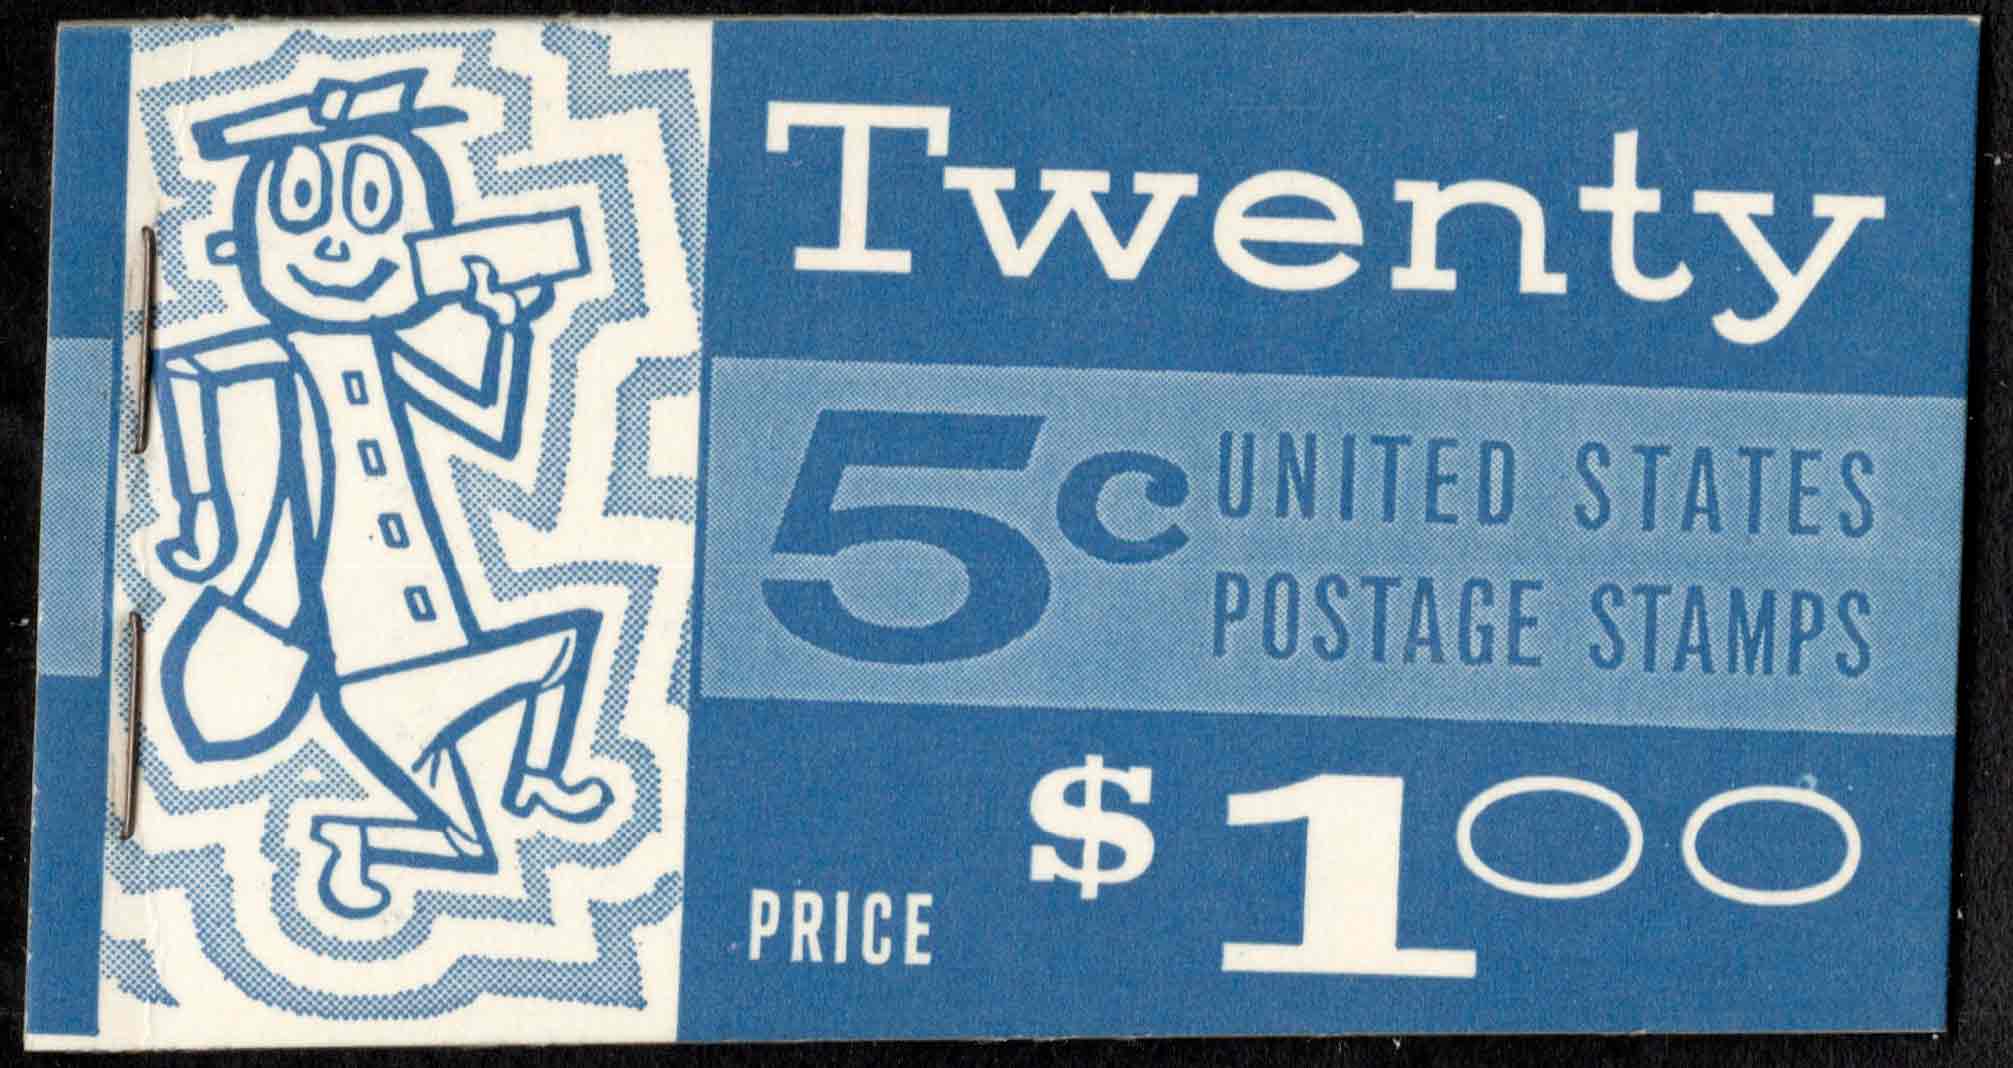 Twenty
5c UNITED STATES
POSTAGE STAMPS
PRICE $1.00